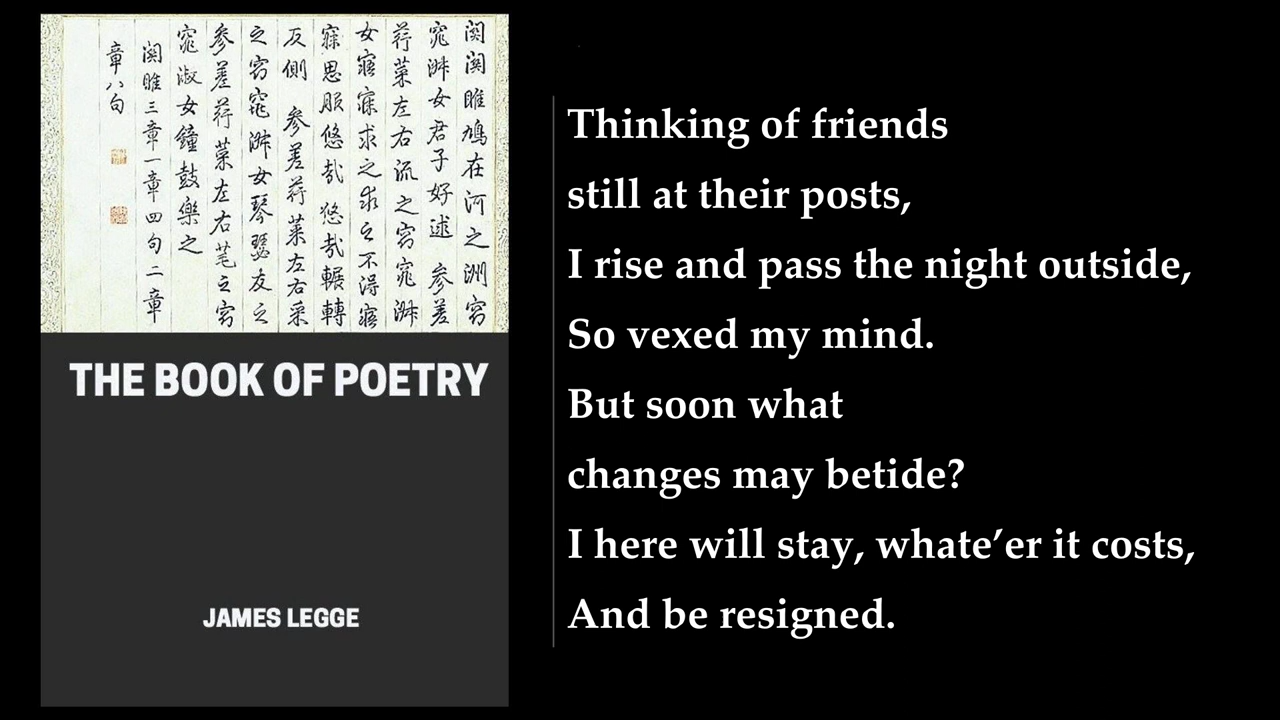 関関雎鳩在河之洲窈
窕淑女君子好逑 參差
荇菜左右流之窈窕淑
女寤寐求之求之不得寤
寐思服悠哉悠哉輾轉
反側 參差荇菜左右采
之窈窕淑女琴瑟友之
參差荇菜左右芼之窈
窕淑女鐘鼓樂之
関雎三章一章四句二章
章八句
THE BOOK OF POETRY
JAMES LEGGE
Thinking of friends
still at their posts,
I rise and pass the night outside,
So vexed my mind.
But soon what
changes may betide?
I here will stay, whate’er it costs,
And be resigned.